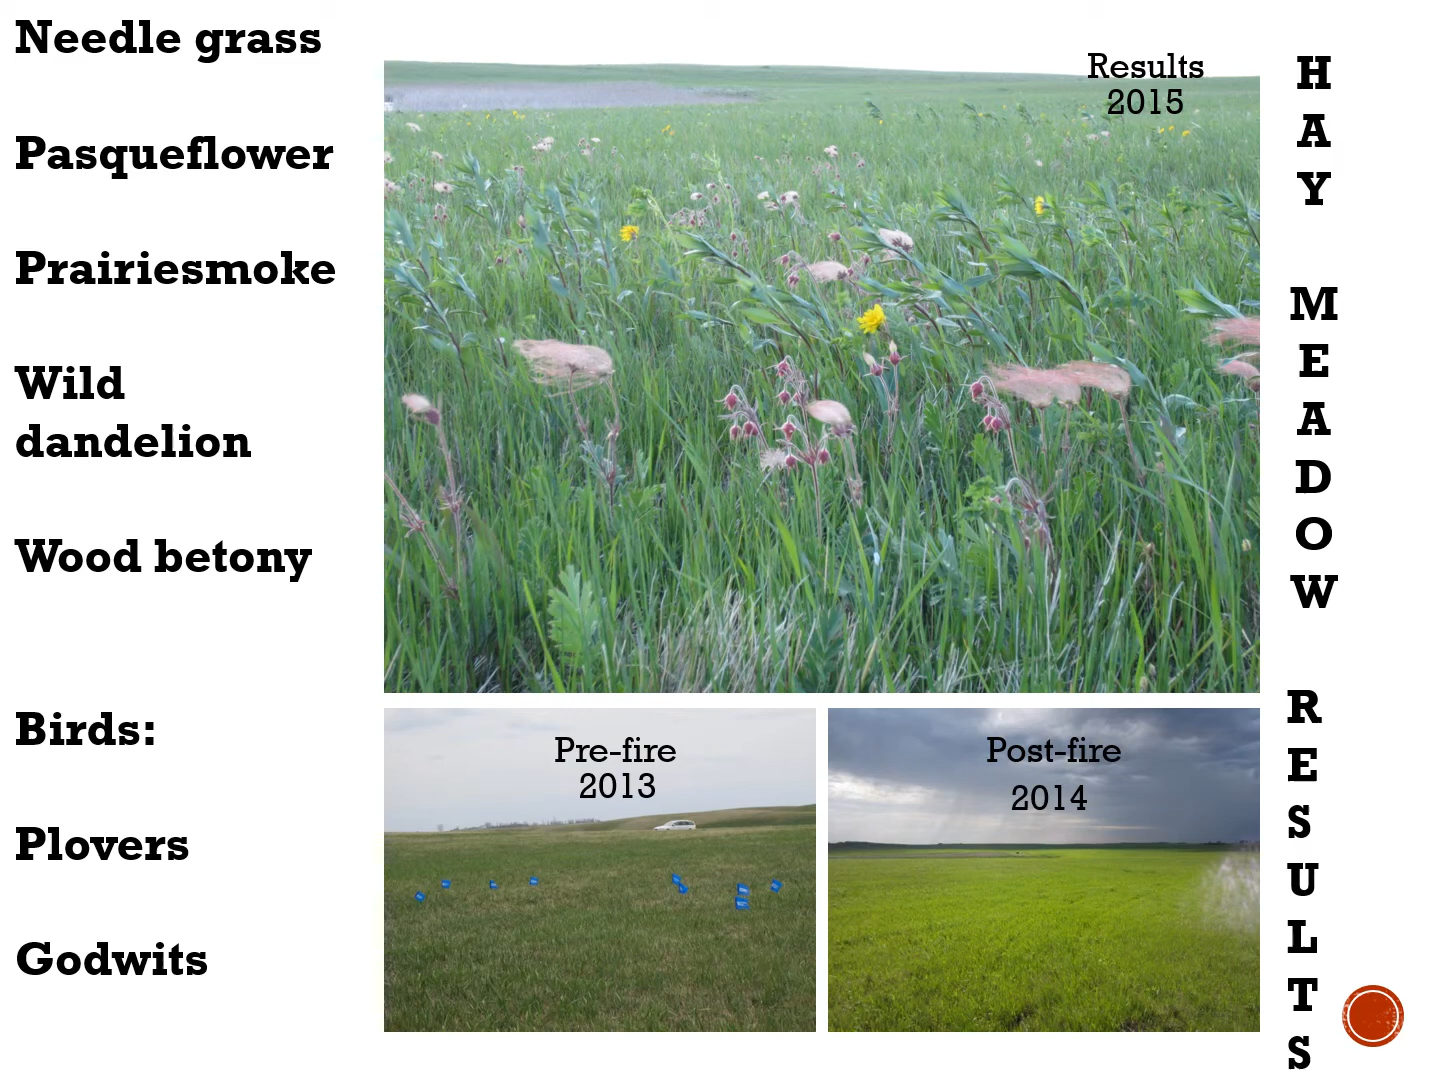 Needle grass
Pasqueflower
Prairiesmoke
Wild
dandelion
Wood betony
Birds:
Plovers
Godwits
Results
2015
Pre-fire
2013
Post-fire
2014
H
A
Y
M
E
A
D
O
W
R
E
S
U
L
T
S